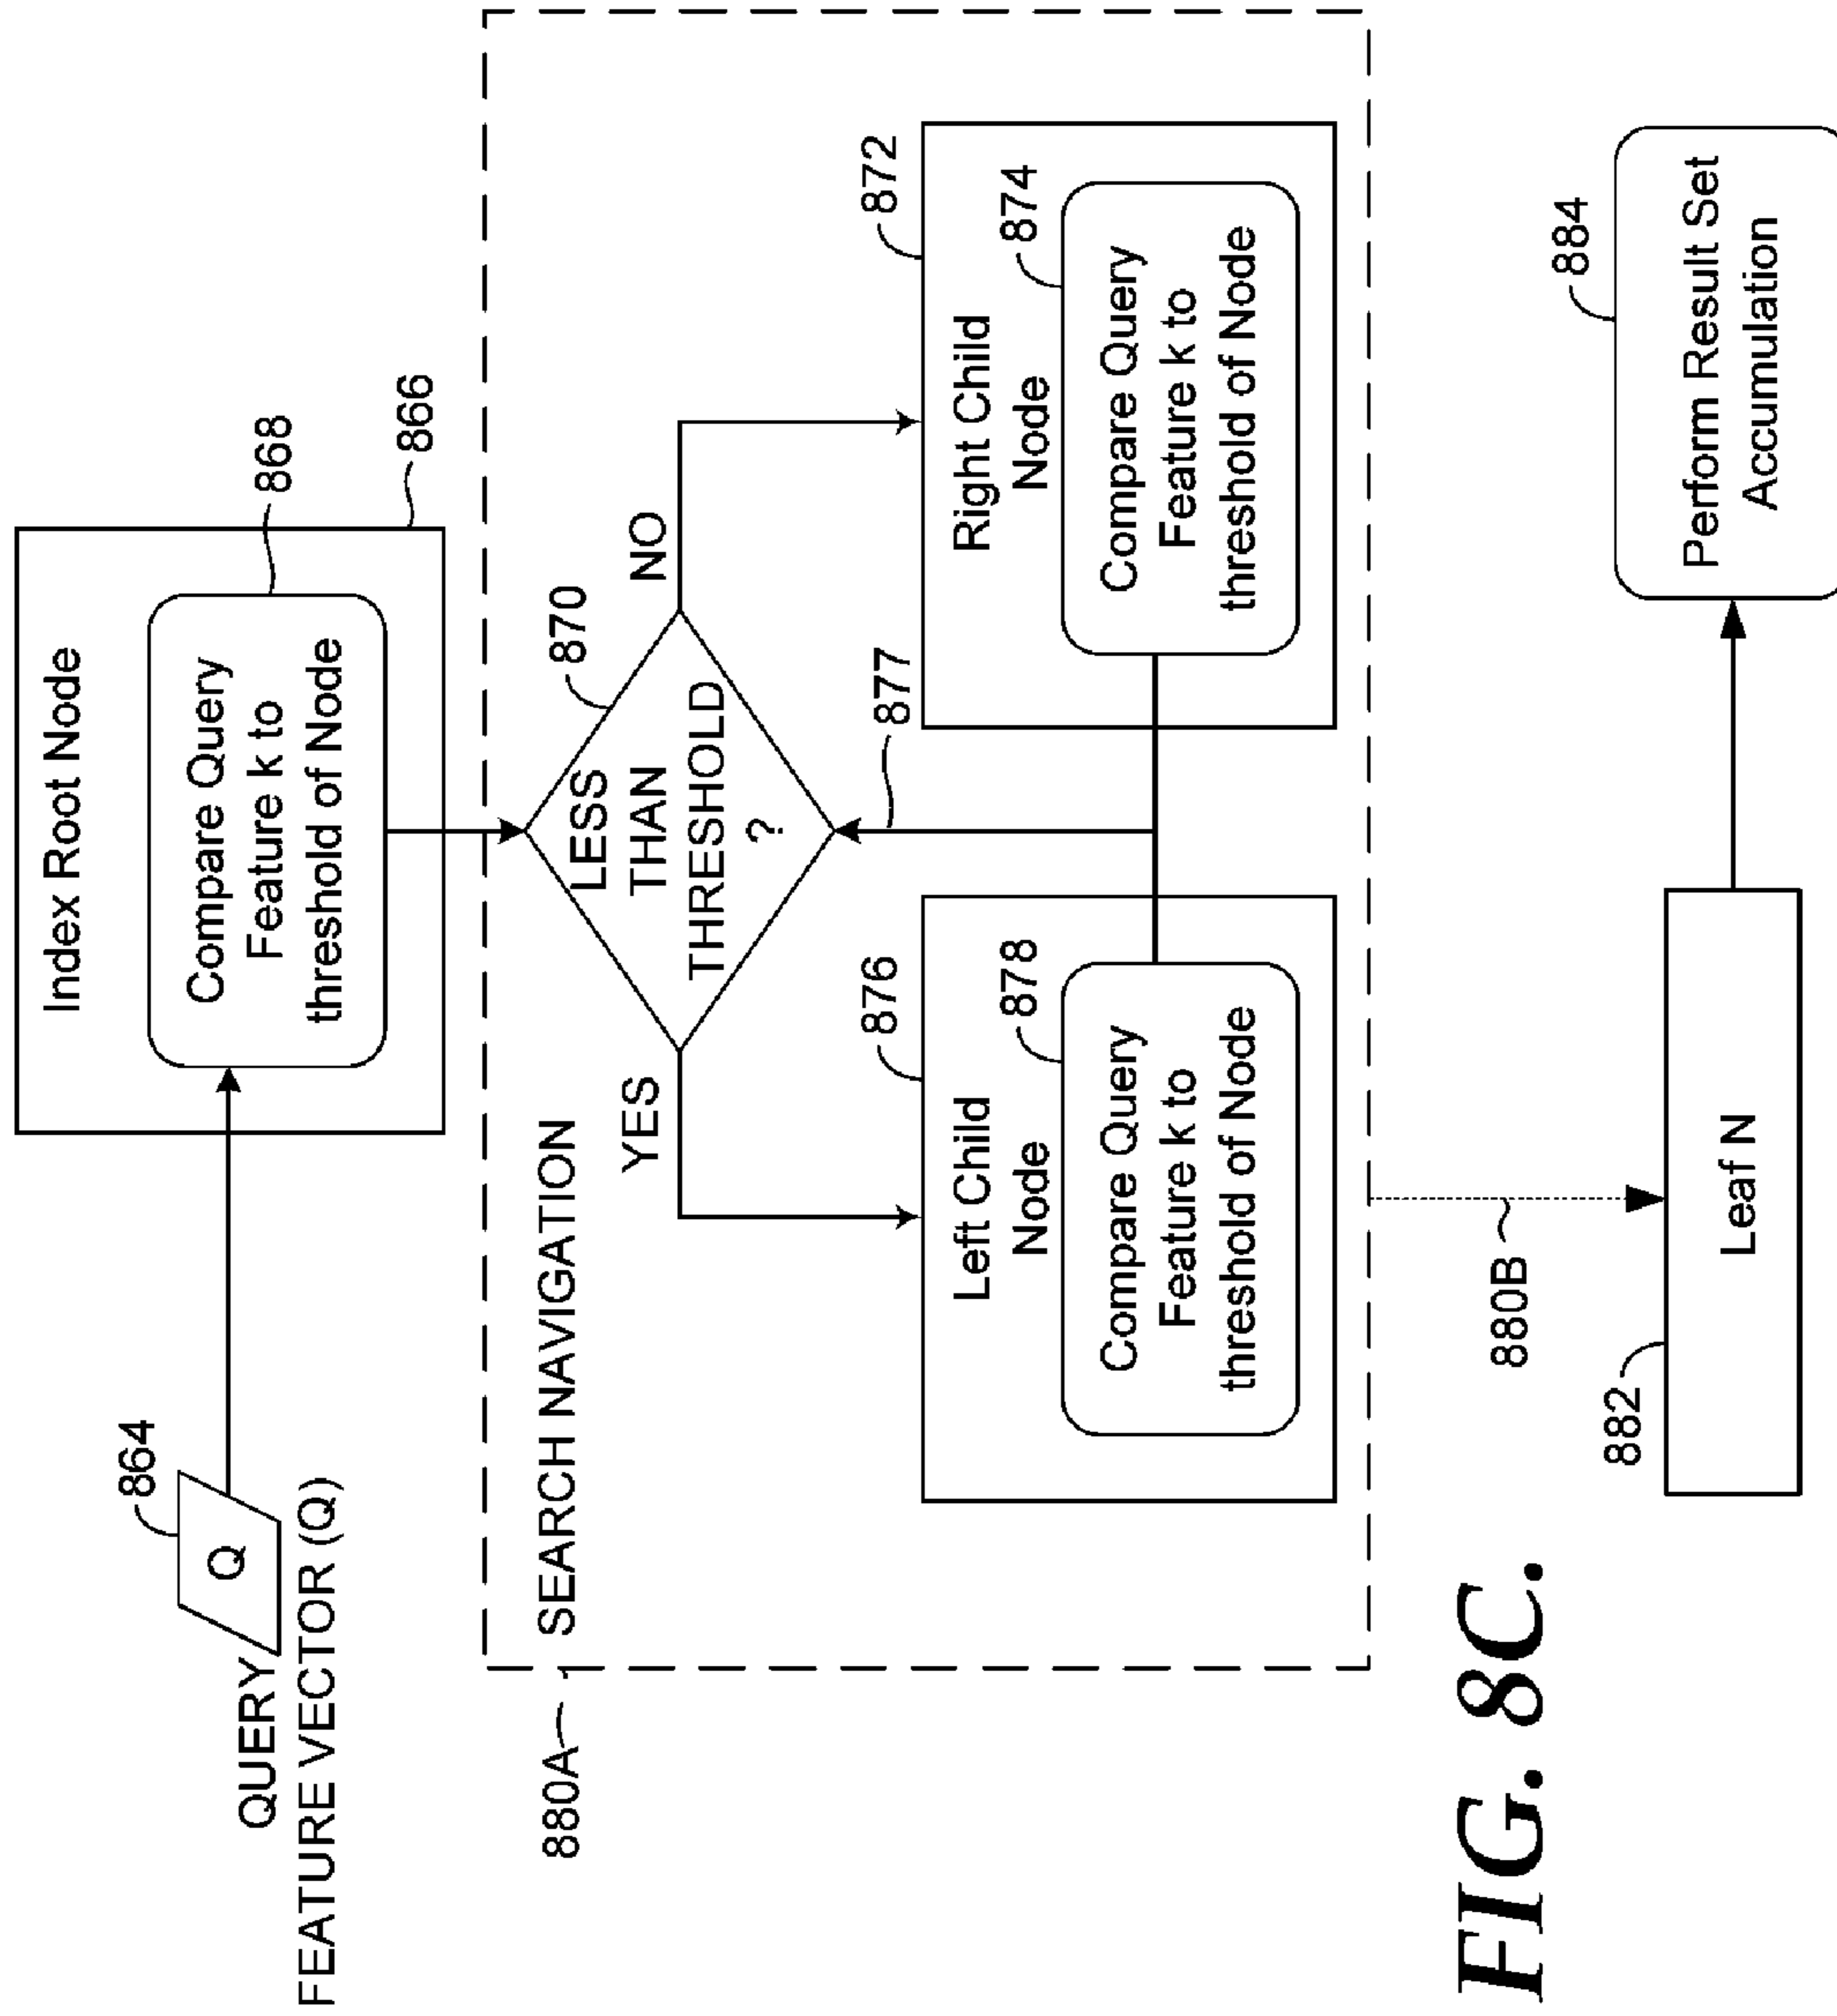 864
Q
QUERY
FEATURE VECTOR (Q)
Index Root Node
Compare Query
Feature k to
threshold of Node
868
866
880A
SEARCH NAVIGATION
870
LESS
THAN
THRESHOLD
?
YES
NO
877
876
Left Child
Node
878
Compare Query
Feature k to
threshold of Node
872
Right Child
Node
874
Compare Query
Feature k to
threshold of Node
880B
882
Leaf N
884
Perform Result Set
Accumulation
FIG. 8C.